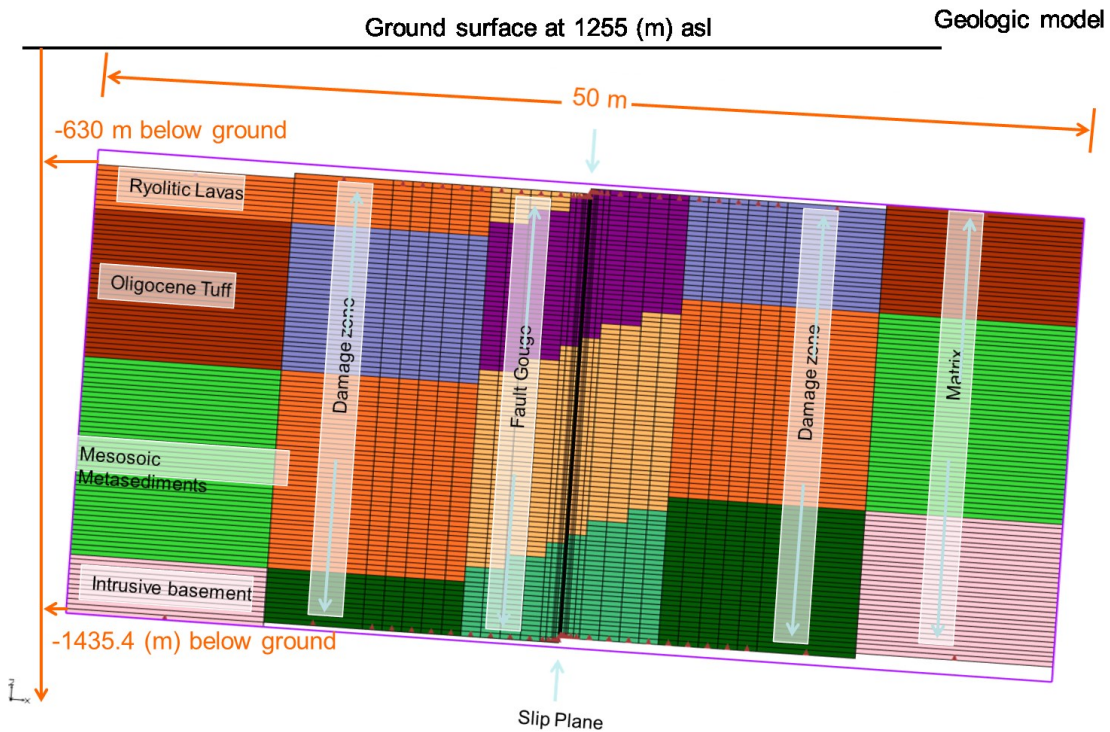 Ground surface at 1255 (m) asl
Geologic model
50 m
-630 m below ground
Ryolitic Lavas
Oligocene Tuff
Damage zone
Fault Gouge
Damage zone
Matrix
Mesosoic
Metasediments
Intrusive basement
-1435.4 (m) below ground
Z
x
Slip Plane